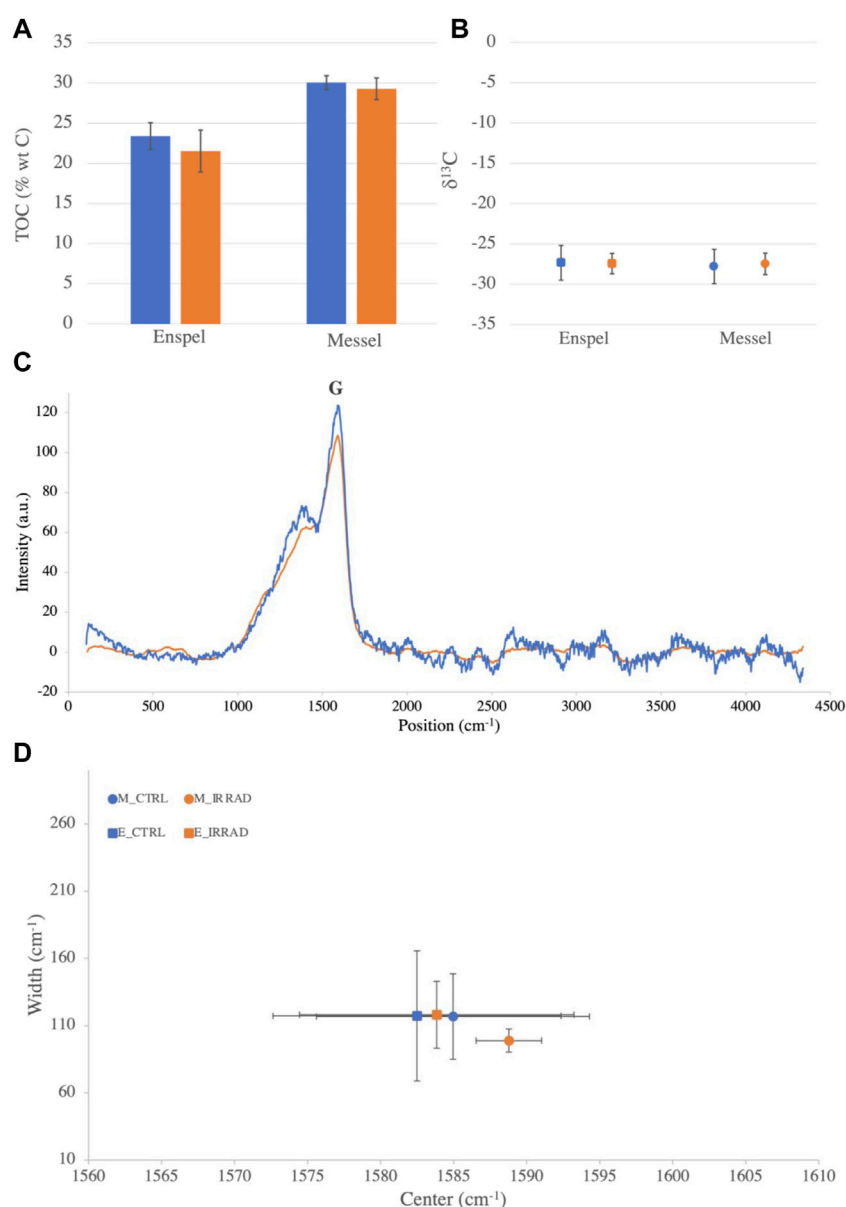 A
35
30
25
20
15
10
5
0
TOC (% wt C)
Enspel
Messel
B
0
-5
-10
-15
-20
-25
-30
-35
δ¹³C
Enspel
Messel
C
G
120
100
80
60
40
20
0
-20
Intensity (a.u.)
0 500 1000 1500 2000 2500 3000 3500 4000 4500
Position (cm⁻¹)
D
M_CTRL M_IRRAD
E_CTRL E_IRRAD
260
210
160
110
60
10
Width (cm⁻¹)
1560 1565 1570 1575 1580 1585 1590 1595 1600 1605 1610
Center (cm⁻¹)